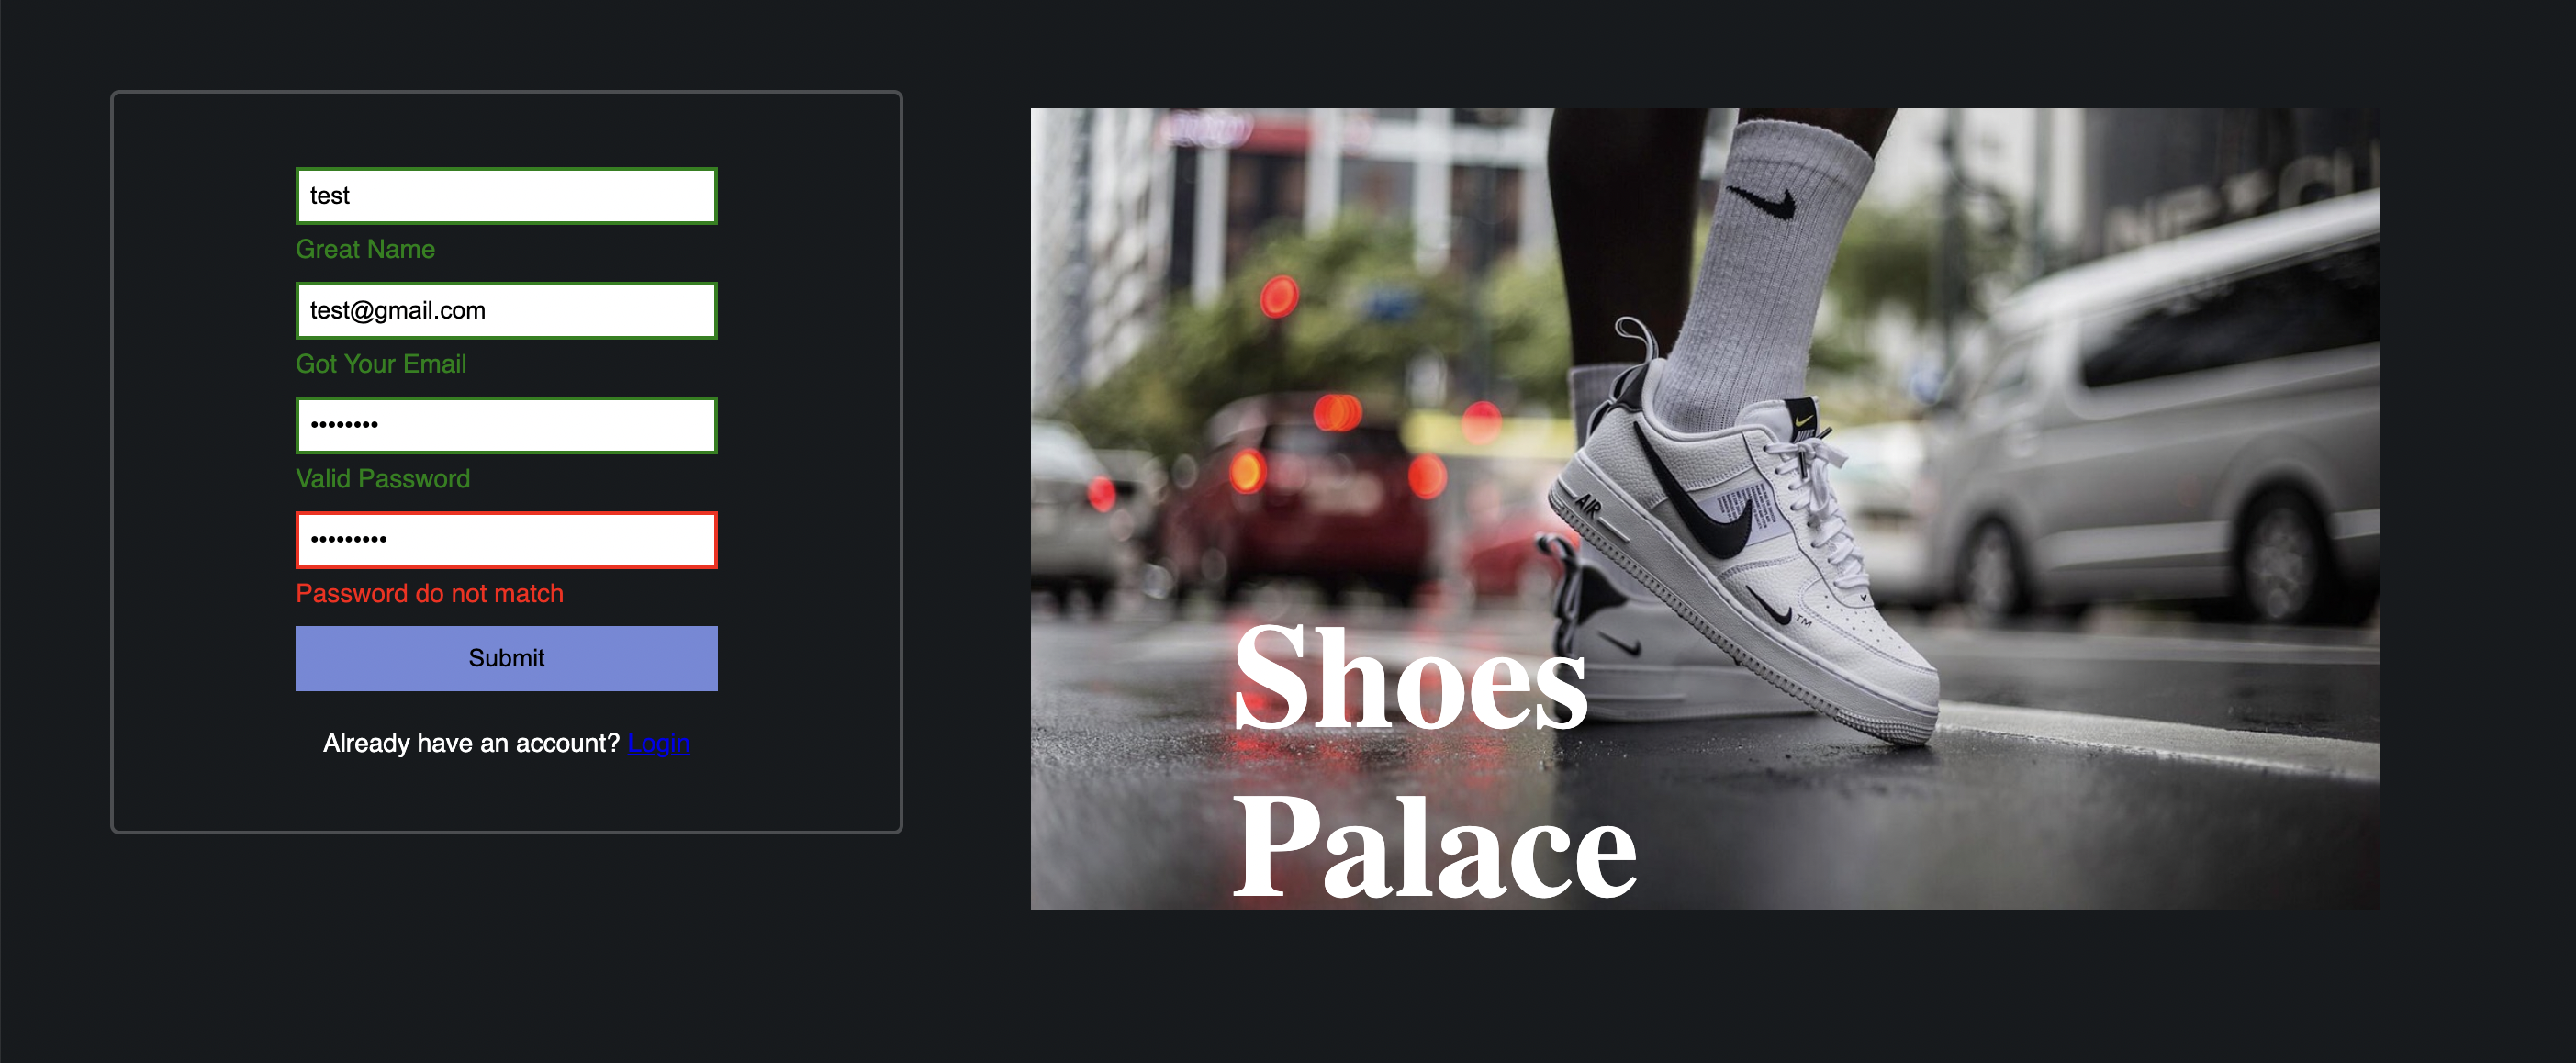 test
Great Name
test@gmail.com
Got Your Email
••••••••
Valid Password
•••••••••
Password do not match
Submit
Already have an account? Login
AIR
TM
Shoes
Palace